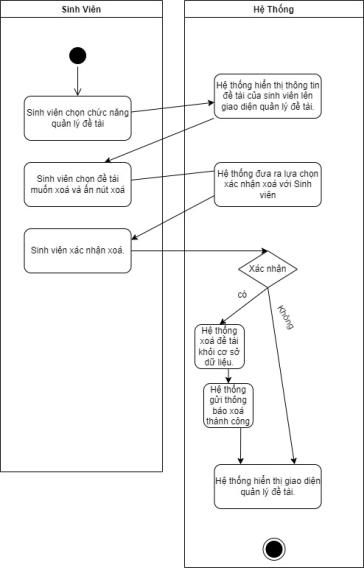 Sinh Viên
Hệ Thống
Sinh viên chọn chức năng
quản lý đề tài
Hệ thống hiển thị thông tin
đề tài của sinh viên lên
giao diện quản lý đề tài.
Sinh viên chọn đề tài
muốn xoá và ấn nút xoá
Hệ thống đưa ra lựa chọn
xác nhận xoá với Sinh
viên
Sinh viên xác nhận xoá.
Xác nhận
có
Không
Hệ thống
xoá đề tài
khỏi cơ sở
dữ liệu.
Hệ thống
gửi thông
báo xoá
thành công
Hệ thống hiển thị giao diện
quản lý đề tài.